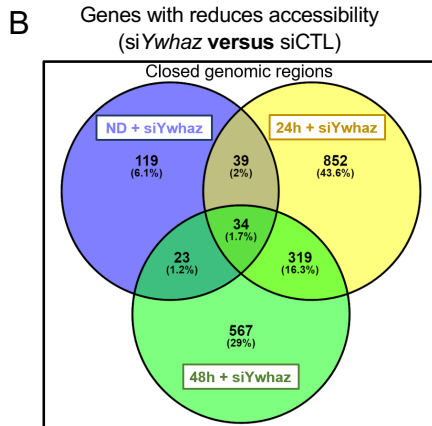 B
Genes with reduces accessibility
(siYwhaz versus siCTL)
Closed genomic regions
ND + siYwhaz
24h + siYwhaz
119
(6.1%)
39
(2%)
852
(43.6%)
34
(1.7%)
23
(1.2%)
319
(16.3%)
567
(29%)
48h + siYwhaz